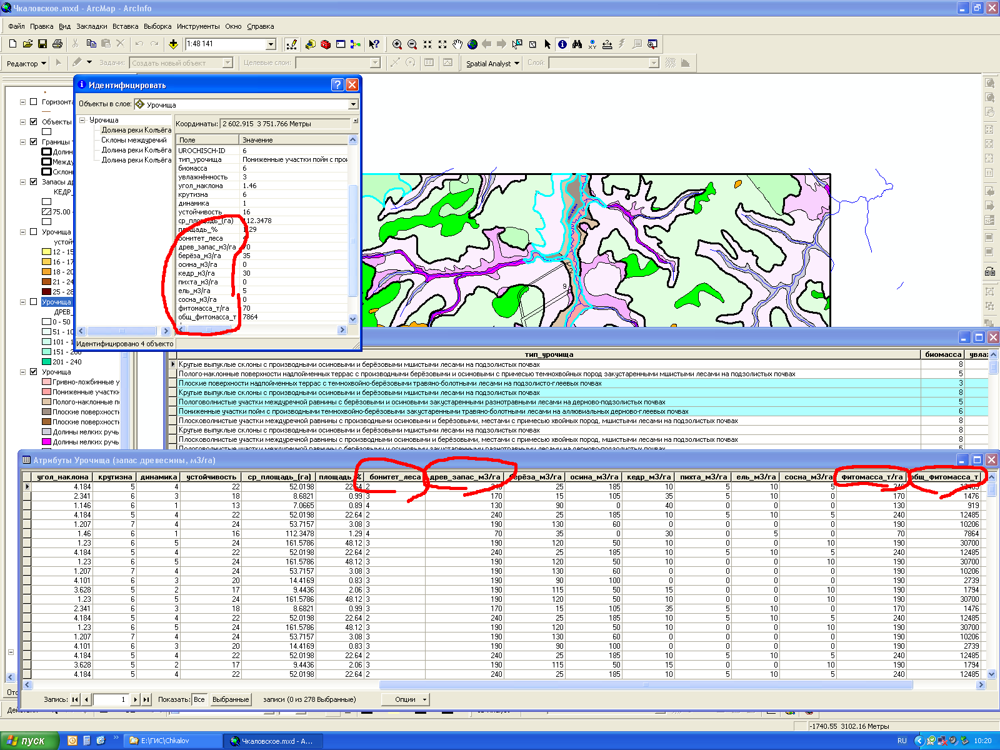 Чкаловское.mxd - ArcMap - ArcInfo
Файл Правка Вид Закладки Вставка Выборка Инструменты Окно Справка
1:48 141
Редактор Задачи: Создать новый объект Целевые слои: Spatial Analyst Слой:
Идентифицировать
Объекты в слое: Урочища
Урочища
Долина реки Колъёга
Склоны междуречий
Долина реки Колъёга
Долина реки Колъёга
Координаты: 2 602.915 3 751.766 Метры
Поле Значение
UROCHISCH-ID 6
тип_урочища Пониженные участки пойм с прои
биомасса 6
увлажнённость 3
угол_наклона 1.46
крутизна 6
динамика 1
устойчивость 16
ср_площадь_(га) 112.3478
площадь_% 1.29
бонитет_леса 4
древ_запас_м3/га 70
берёза_м3/га 35
осина_м3/га 0
кедр_м3/га 30
пихта_м3/га 0
ель_м3/га 5
сосна_м3/га 0
фитомасса_т/га 70
общ_фитомасса_т 7864
Идентифицировано 4 объекто
Горизонта
Объекты
Границы т
Долин
Межд
Склон
Запасы др
КЕДР_
75.00 -
Урочища
устой
12 - 15
16 - 17
18 - 20
21 - 24
25 - 28
Урочища
ДРЕВ_
0 - 50
51 - 10
101 - 1
151 - 200
201 - 240
Урочища
Гривно-ложбинные у
Пониженные участки
Полого-наклонные п
Плоские поверхност
Плоские поверхност
Долины мелких ручь
Долины мелких ручь
9
тип_урочища биомасса увлаж
Крутые выпуклые склоны с производными осиновыми и берёзовыми мшистыми лесами на подзолистых почвах 8
Полого-наклонные поверхности надпойменных террас с производными берёзовыми и осиновыми с примесью темнохвойных пород закустаренными мшистыми лесами на подзолистых почвах 5
Плоские поверхности надпойменных террас с темнохвойно-берёзовыми травяно-болотными лесами на подзолисто-глеевых почвах 3
Крутые выпуклые склоны с производными осиновыми и берёзовыми мшистыми лесами на подзолистых почвах 8
Пологоволнистые участки междуречной равнины с берёзовыми и осиновыми закустаренными разнотравными лесами на дерново-подзолистых почвах 5
Пониженные участки пойм с производными темнохвойно-берёзовыми закустаренными травяно-болотными лесами на аллювиальных дерново-глеевых почвах 6
Плосковолнистые участки междуречной равнины с производными осиновыми и берёзовыми, местами с примесью хвойных пород, мшистыми лесами на подзолистых почвах 8
Крутые выпуклые склоны с производными осиновыми и берёзовыми мшистыми лесами на подзолистых почвах 8
Плосковолнистые участки междуречной равнины с производными осиновыми и берёзовыми, местами с примесью хвойных пород, мшистыми лесами на подзолистых почвах 8
Пологоволнистые участки междуречной равнины с берёзовыми и осиновыми закустаренными разнотравными лесами на дерново-подзолистых почвах 5
Атрибуты Урочища (запас древесины, м3/га)
угол_наклона крутизна динамика устойчивость ср_площадь_(га) площадь_% бонитет_леса древ_запас_м3/га берёза_м3/га осина_м3/га кедр_м3/га пихта_м3/га ель_м3/га сосна_м3/га фитомасса_т/га общ_фитомасса_т
4.184 5 4 22 52.0198 22.64 2 240 25 185 10 5 10 5 240 12485
2.341 6 3 18 8.6821 0.99 3 170 15 105 35 5 10 0 170 1476
1.146 6 1 13 7.0665 0.89 4 130 90 0 40 0 0 0 130 919
4.184 5 4 22 52.0198 22.64 2 240 25 185 10 5 10 5 240 12485
1.207 7 4 24 53.7157 3.08 3 190 130 60 0 0 0 0 190 10206
1.46 6 1 16 112.3478 1.29 4 70 35 0 30 0 5 0 70 7864
1.23 6 5 24 161.5786 48.12 3 190 120 50 10 0 0 10 190 30700
4.184 5 4 22 52.0198 22.64 2 240 25 185 10 5 10 5 240 12485
1.23 6 5 24 161.5786 48.12 3 190 120 50 10 0 0 10 190 30700
1.207 7 4 24 53.7157 3.08 3 190 130 60 0 0 0 0 190 10206
4.101 6 3 20 14.4169 0.83 3 190 90 100 0 0 0 0 190 2739
3.628 5 2 17 9.4436 2.06 3 190 115 50 15 0 0 10 190 1794
1.23 6 5 24 161.5786 48.12 3 190 120 50 10 0 0 10 190 30700
2.341 6 3 18 8.6821 0.99 3 170 15 105 35 5 10 0 170 1476
4.184 5 4 22 52.0198 22.64 2 240 25 185 10 5 10 5 240 12485
1.23 6 5 24 161.5786 48.12 3 190 120 50 10 0 0 10 190 30700
1.207 7 4 24 53.7157 3.08 3 190 130 60 0 0 0 0 190 10206
4.101 6 3 20 14.4169 0.83 3 190 90 100 0 0 0 0 190 2739
4.184 5 4 22 52.0198 22.64 2 240 25 185 10 5 10 5 240 12485
3.628 5 2 17 9.4436 2.06 3 190 115 50 15 0 0 10 190 1794
4.184 5 4 22 52.0198 22.64 2 240 25 185 10 5 10 5 240 12485
Запись: 1 Показать: Все Выбранные записи (0 из 278 Выбранные) Опции
-1740.55 3102.16 Метры
пуск E:\ГИС\Chkalov Чкаловское.mxd - A... RU 10:20